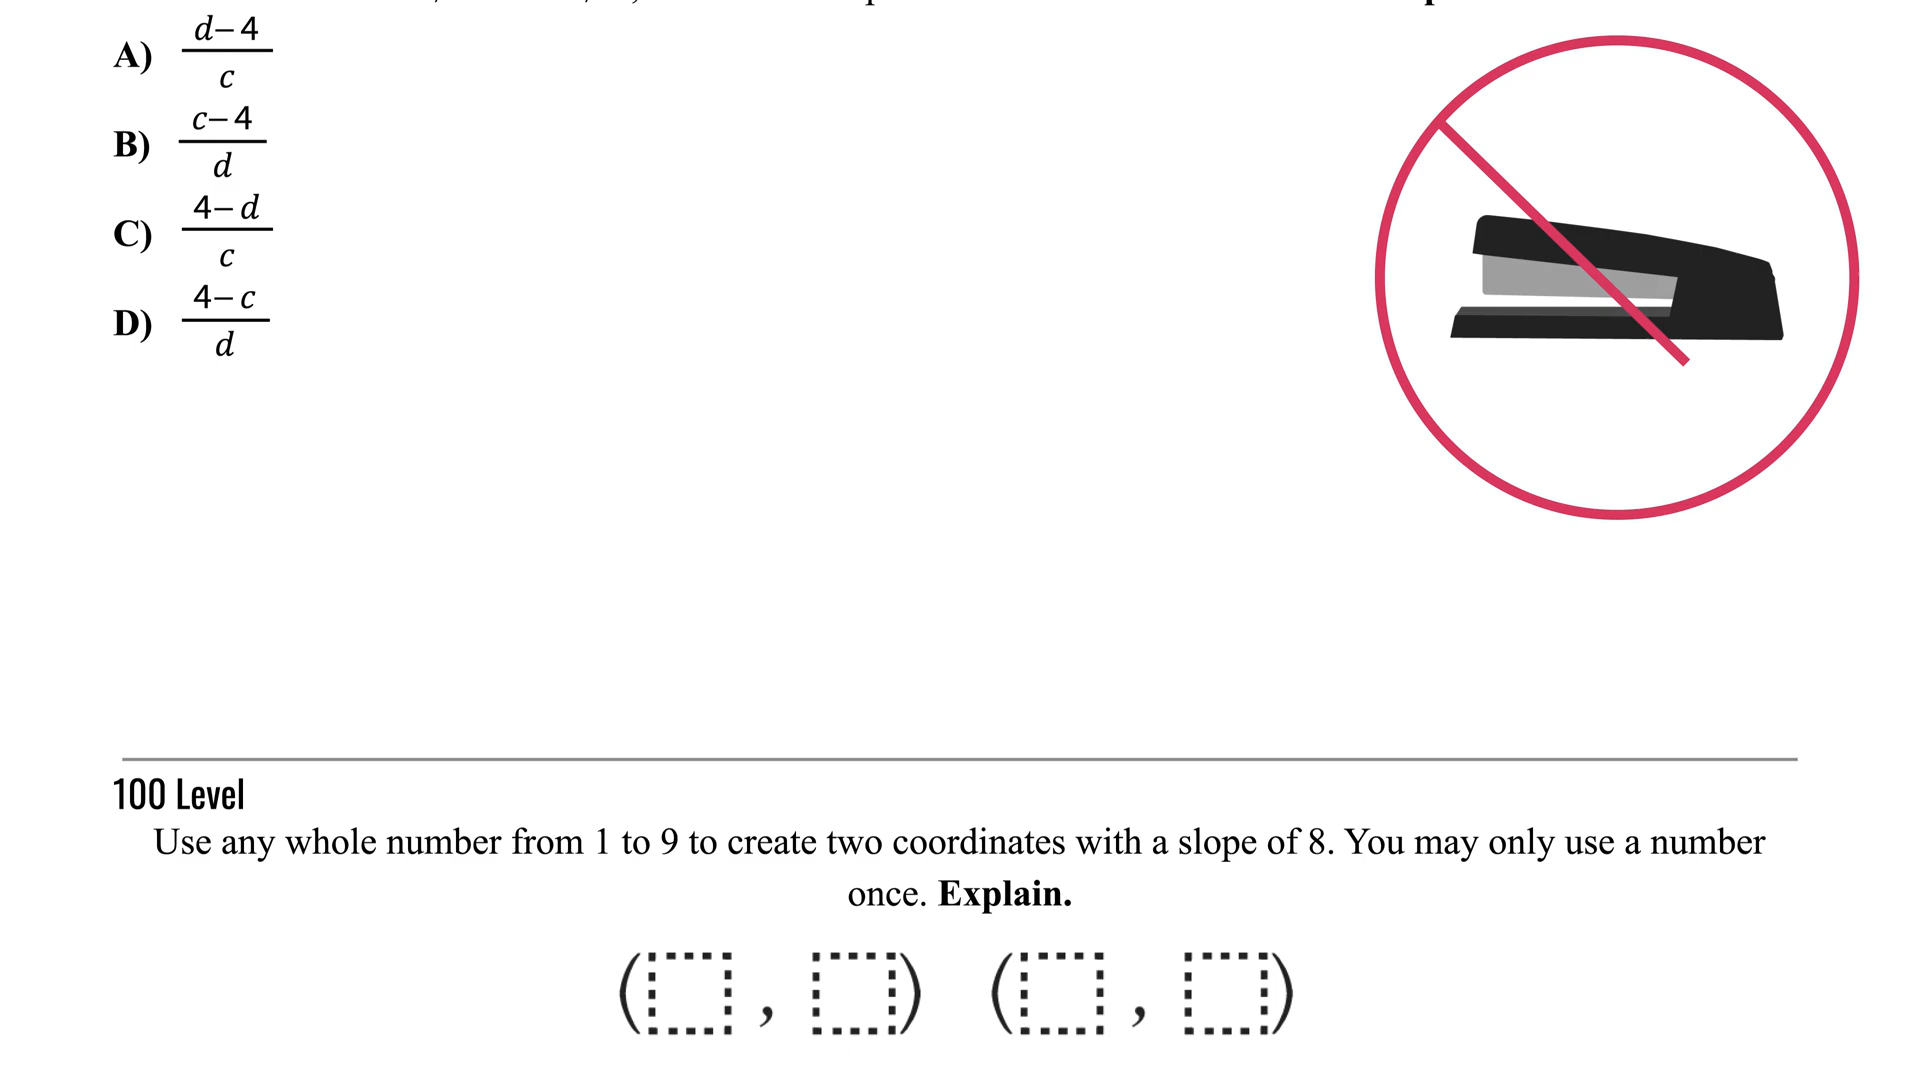 A) d– 4
c
B) c– 4
d
C) 4– d
c
D) 4– c
d
100 Level
Use any whole number from 1 to 9 to create two coordinates with a slope of 8. You may only use a number
once. Explain.
( , ) ( , )